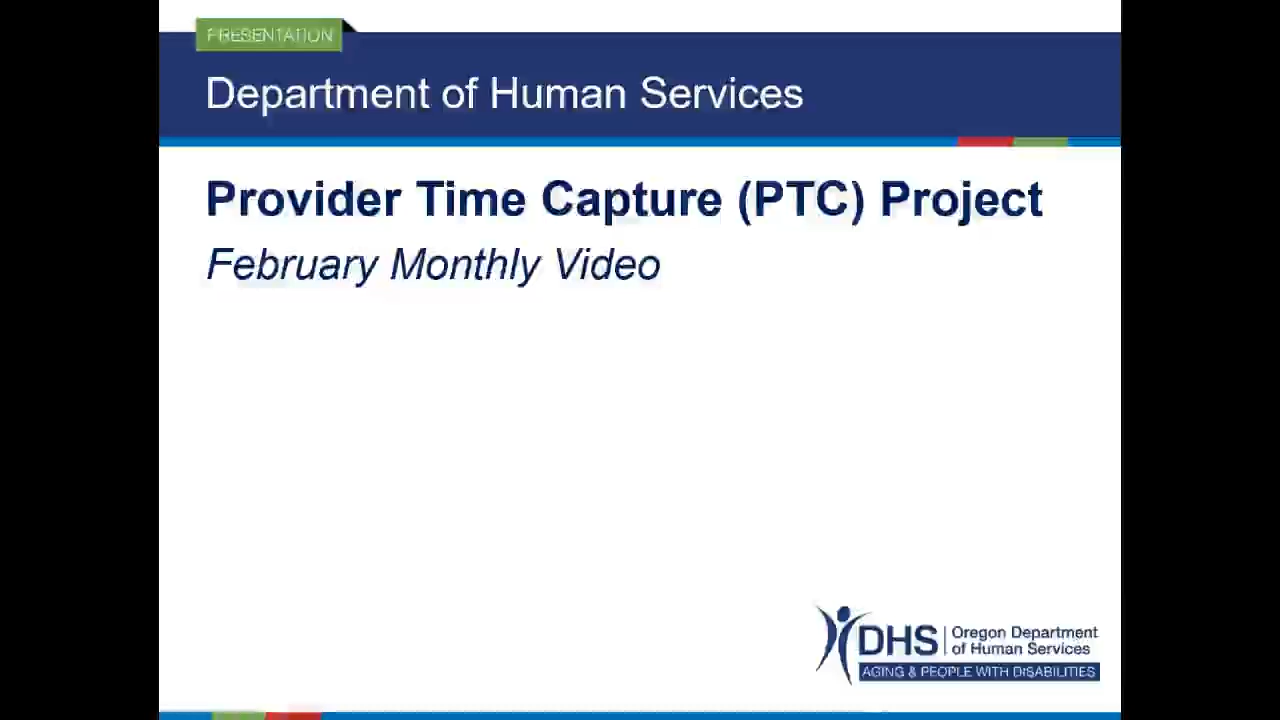 PRESENTATION
Department of Human Services
Provider Time Capture (PTC) Project
February Monthly Video
DHS
Oregon Department
of Human Services
AGING & PEOPLE WITH DISABILITIES